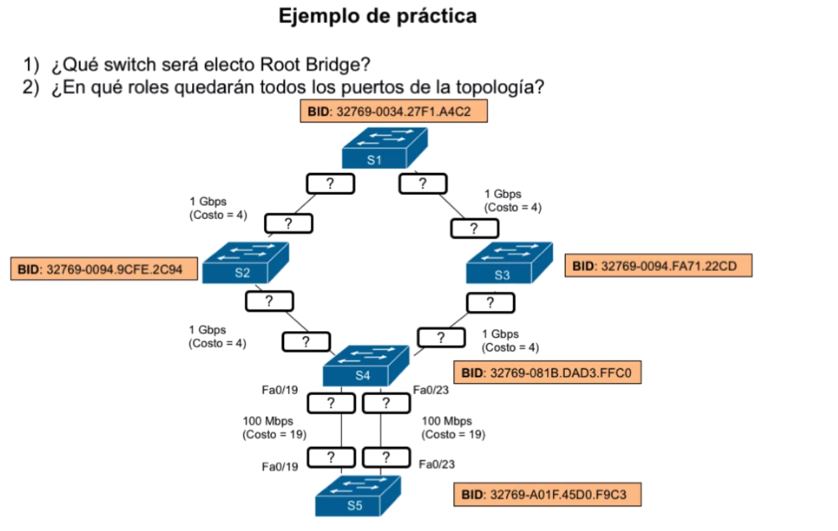 Ejemplo de práctica
1) ¿Qué switch será electo Root Bridge?
2) ¿En qué roles quedarán todos los puertos de la topología?
BID: 32769-0034.27F1.A4C2
S1
?
?
1 Gbps
(Costo = 4)
1 Gbps
(Costo = 4)
?
?
BID: 32769-0094.9CFE.2C94
S2
S3
BID: 32769-0094.FA71.22CD
?
?
1 Gbps
(Costo = 4)
?
?
1 Gbps
(Costo = 4)
S4
BID: 32769-081B.DAD3.FFC0
Fa0/19
Fa0/23
?
?
100 Mbps
(Costo = 19)
100 Mbps
(Costo = 19)
?
?
Fa0/19
Fa0/23
S5
BID: 32769-A01F.45D0.F9C3